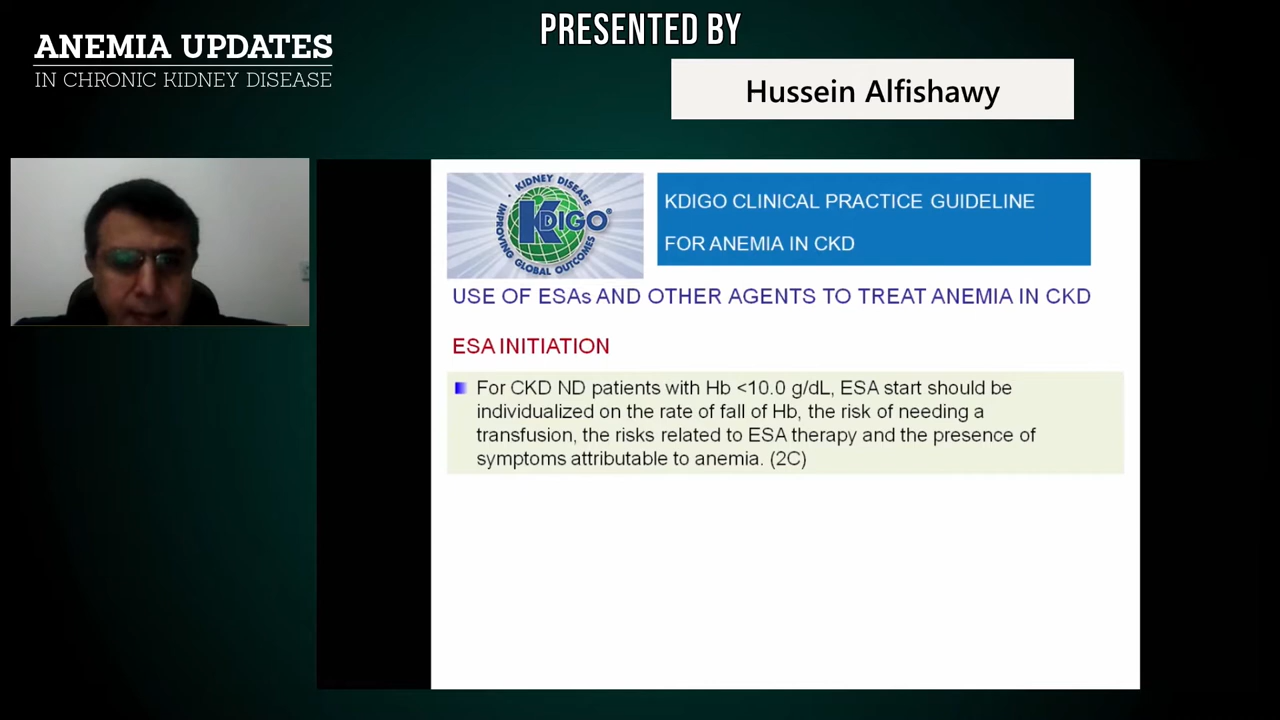 ANEMIA UPDATES
IN CHRONIC KIDNEY DISEASE
PRESENTED BY
Hussein Alfishawy
KIDNEY DISEASE
KDIGO®
IMPROVING GLOBAL OUTCOMES
KDIGO CLINICAL PRACTICE GUIDELINE
FOR ANEMIA IN CKD
USE OF ESAs AND OTHER AGENTS TO TREAT ANEMIA IN CKD
ESA INITIATION
For CKD ND patients with Hb <10.0 g/dL, ESA start should be
individualized on the rate of fall of Hb, the risk of needing a
transfusion, the risks related to ESA therapy and the presence of
symptoms attributable to anemia. (2C)